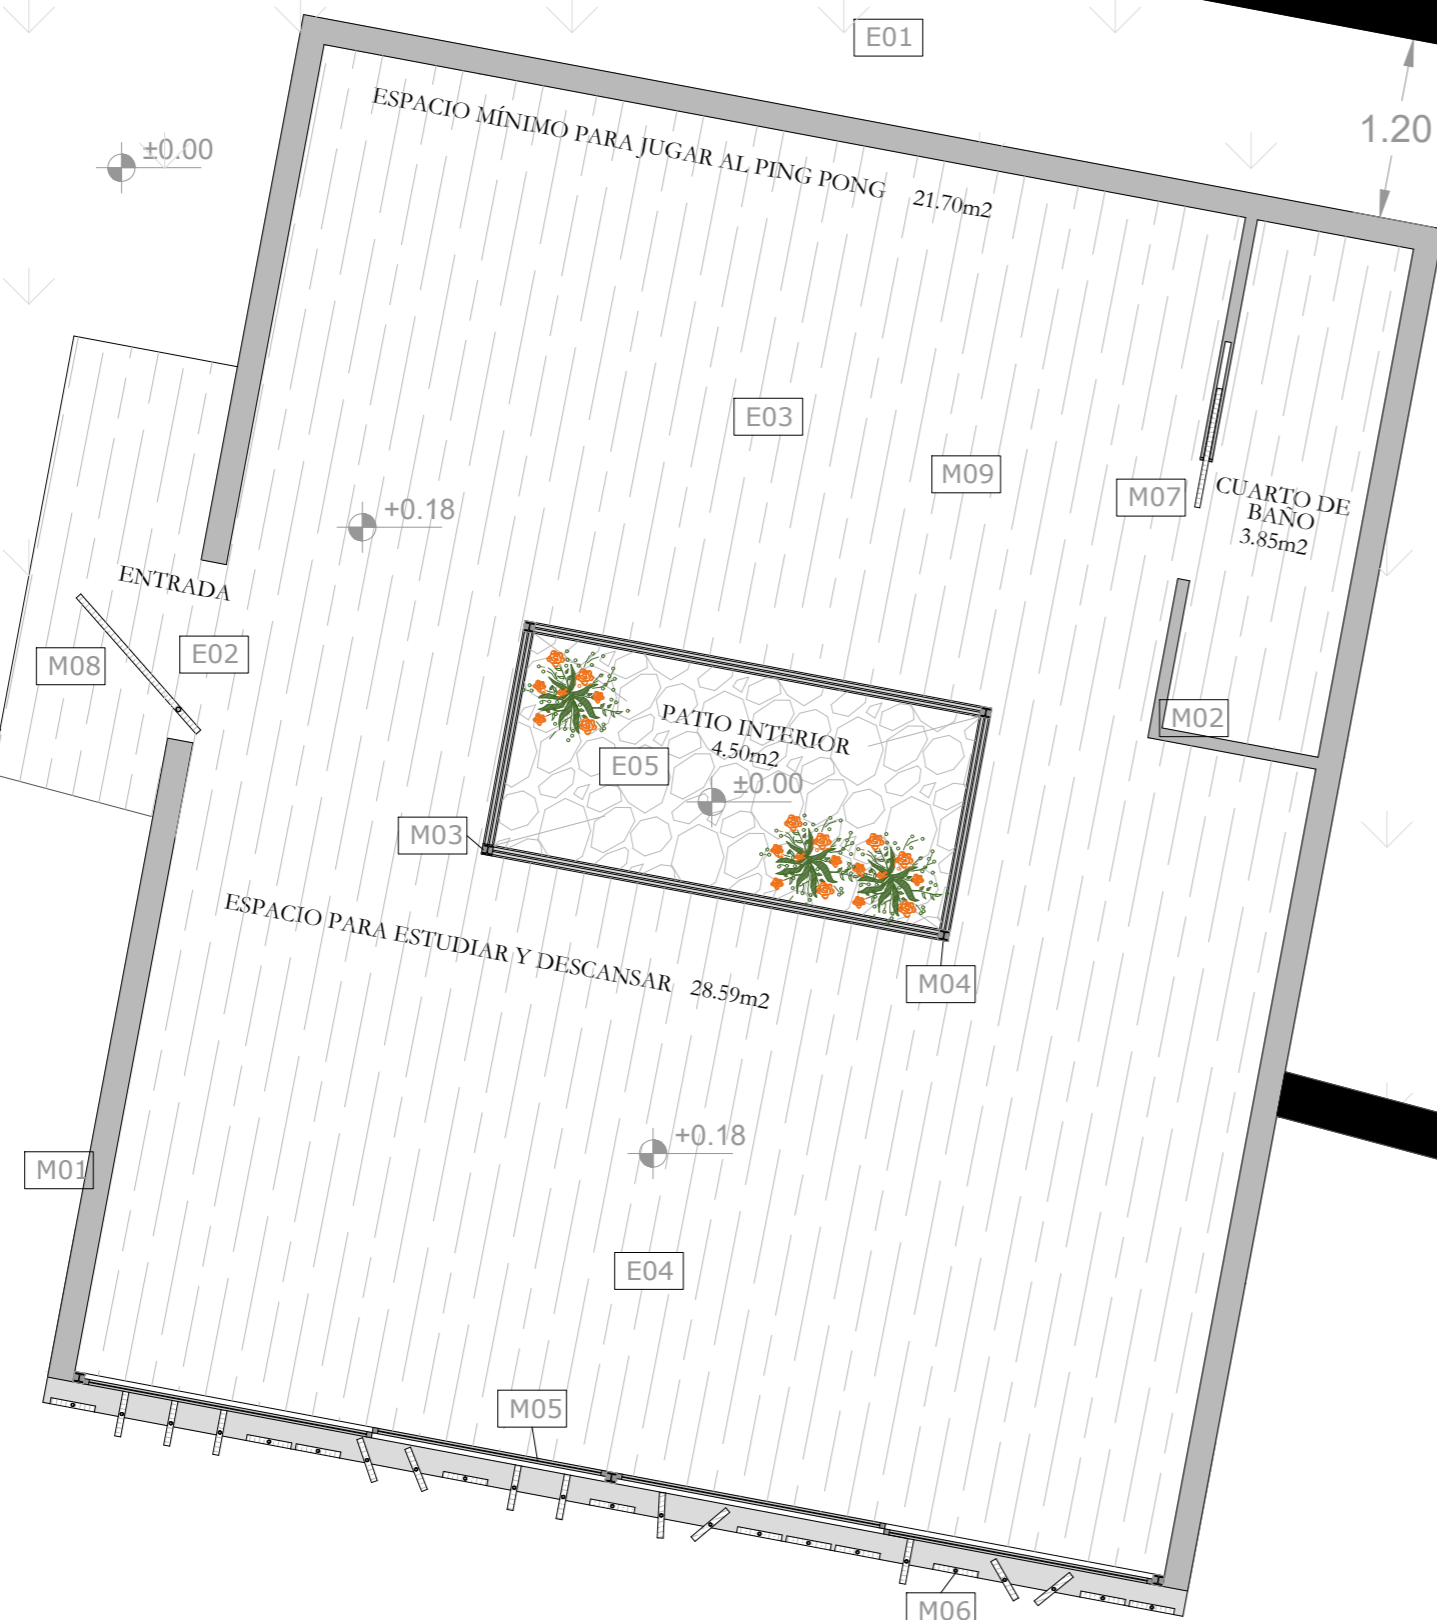 E01
1.20
±0.00
ESPACIO MÍNIMO PARA JUGAR AL PING PONG 21.70m2
E03
M09
M07
CUARTO DE
BAÑO
3.85m2
+0.18
ENTRADA
M08
E02
M02
PATIO INTERIOR
4.50m2
E05
±0.00
M03
ESPACIO PARA ESTUDIAR Y DESCANSAR 28.59m2
M04
+0.18
M01
E04
M05
M06